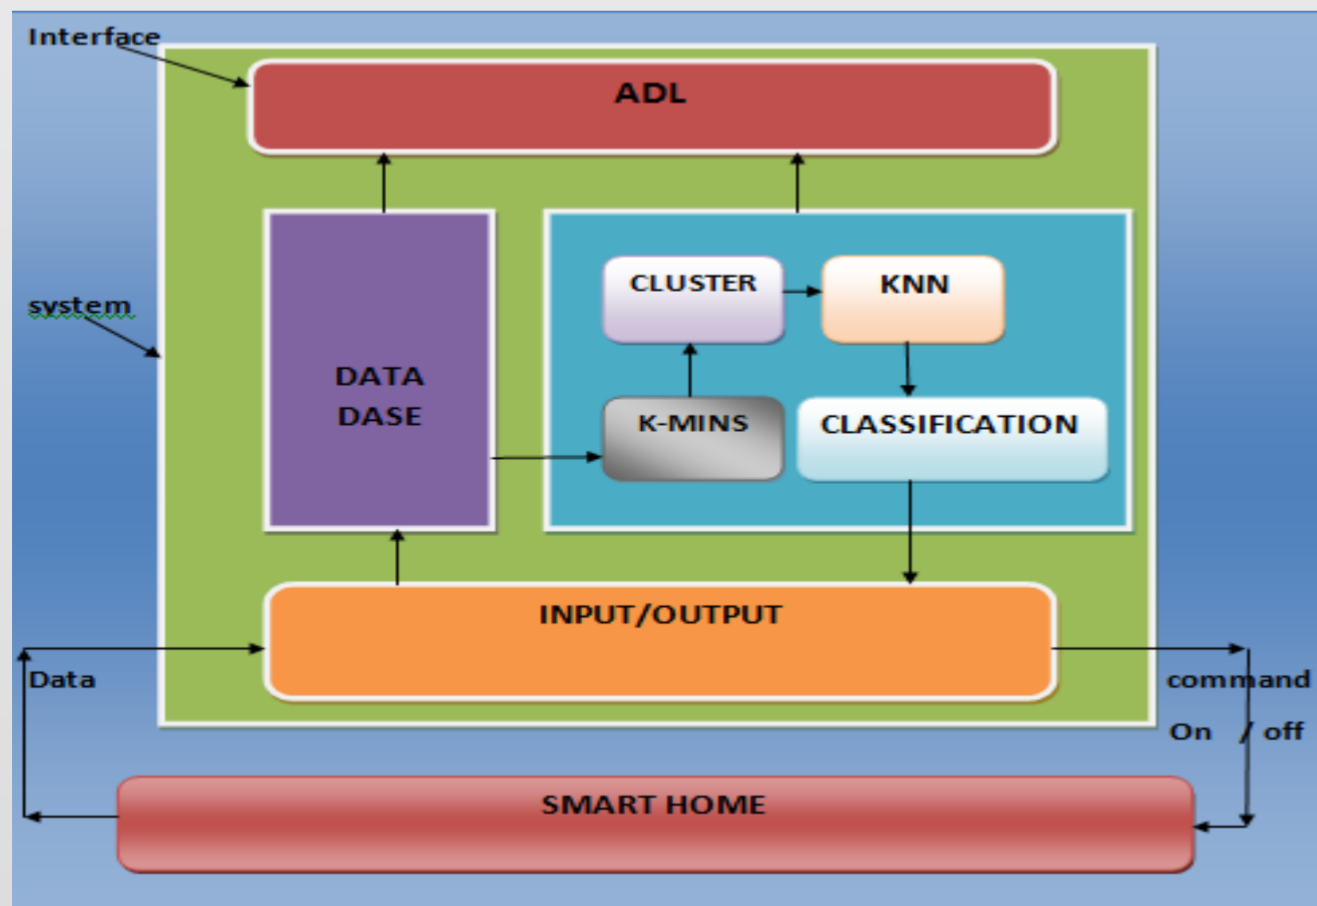 Interface
ADL
CLUSTER
KNN
system
DATA
DASE
K-MINS
CLASSIFICATION
INPUT/OUTPUT
Data
command
On / off
SMART HOME